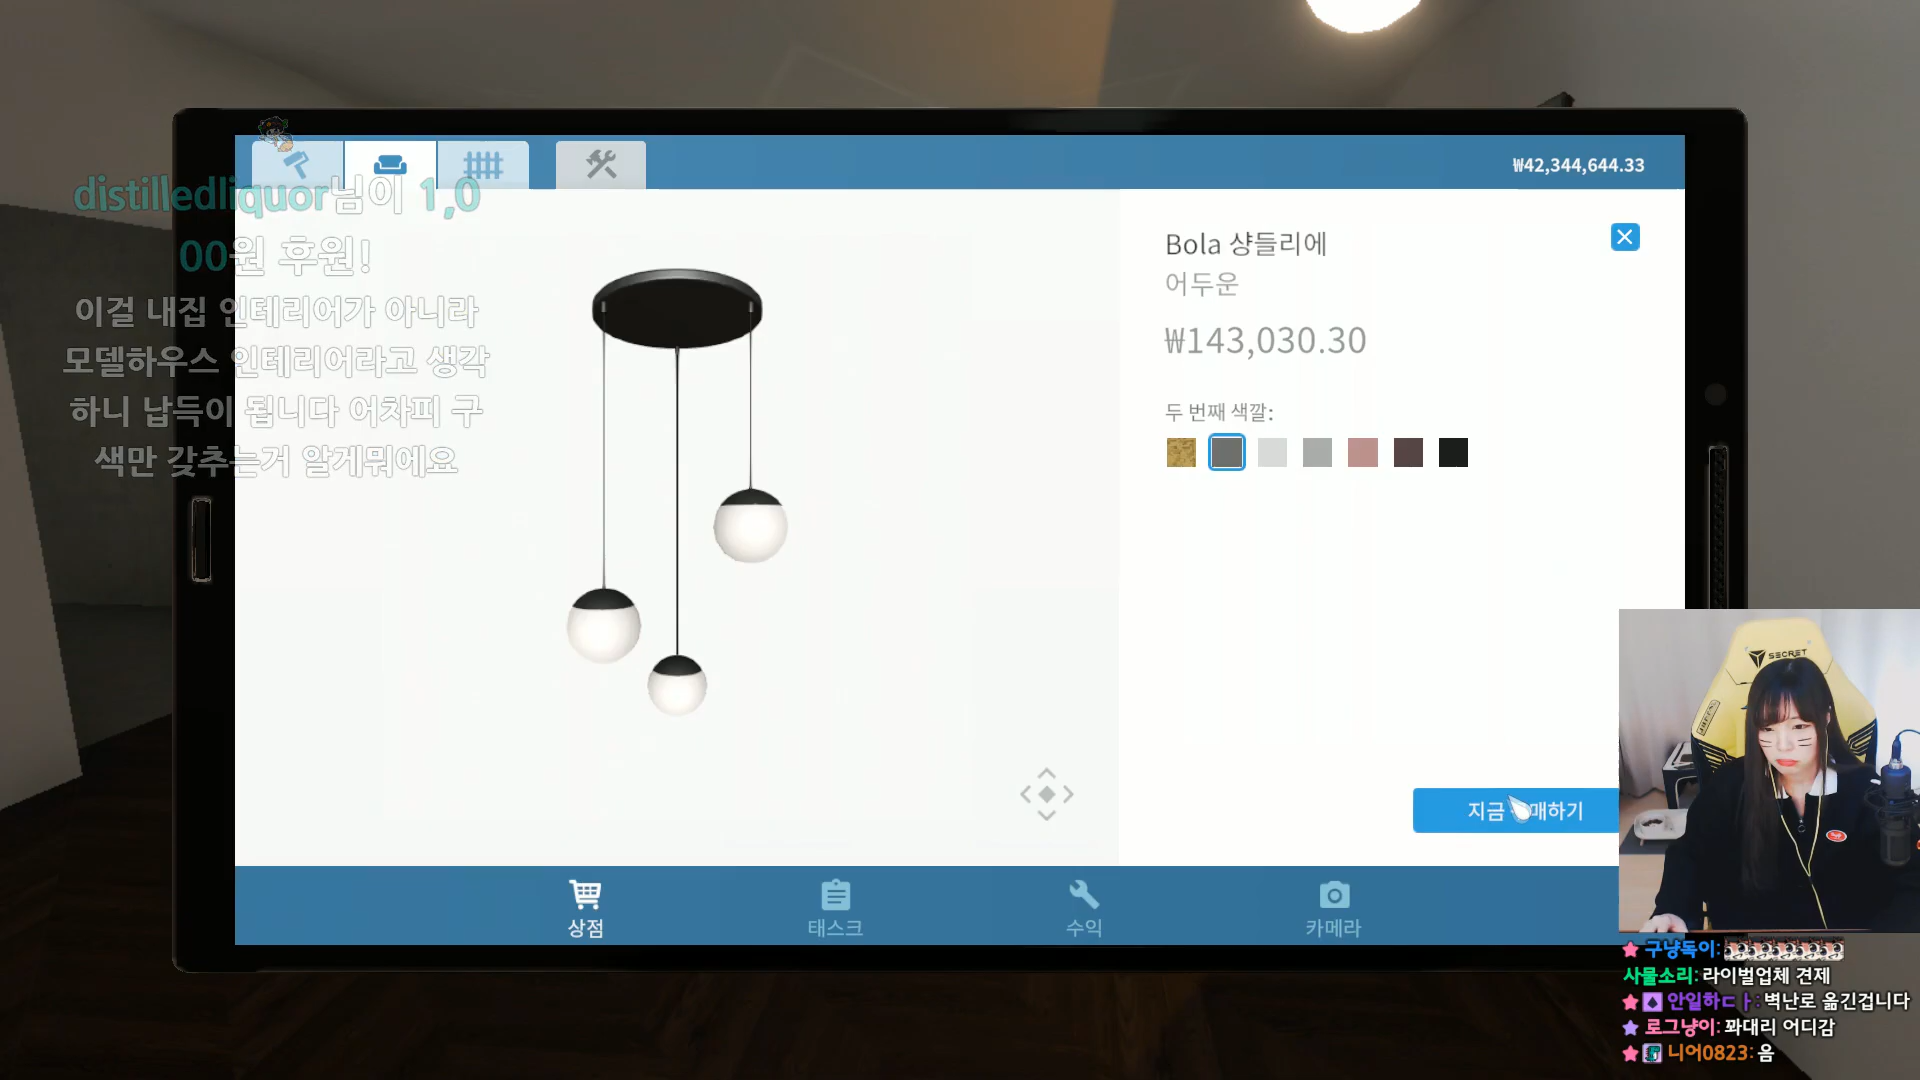 ₩42,344,644.33
distilledliquor님이 1,0
00원 후원!
이걸 내집 인테리어가 아니라
모델하우스 인테리어라고 생각
하니 납득이 됩니다 어차피 구
색만 갖추는거 알게뭐에요
Bola 샹들리에
어두운
₩143,030.30
두 번째 색깔:
지금 매하기
상점
태스크
수익
카메라
SECRET
구냥독이:
사물소리: 라이벌업체 견제
안일하ㄷㅏ: 벽난로 옮긴겁니다
로그냥이: 꽈대리 어디감
니어0823: 음